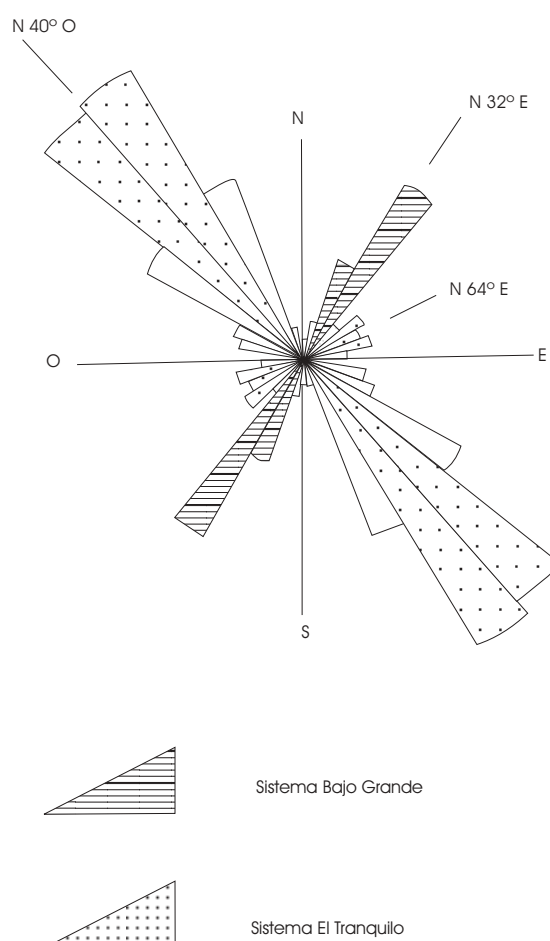 N 40º O
N 32º E
N
N 64º E
O
E
S
Sistema Bajo Grande
Sistema El Tranquilo